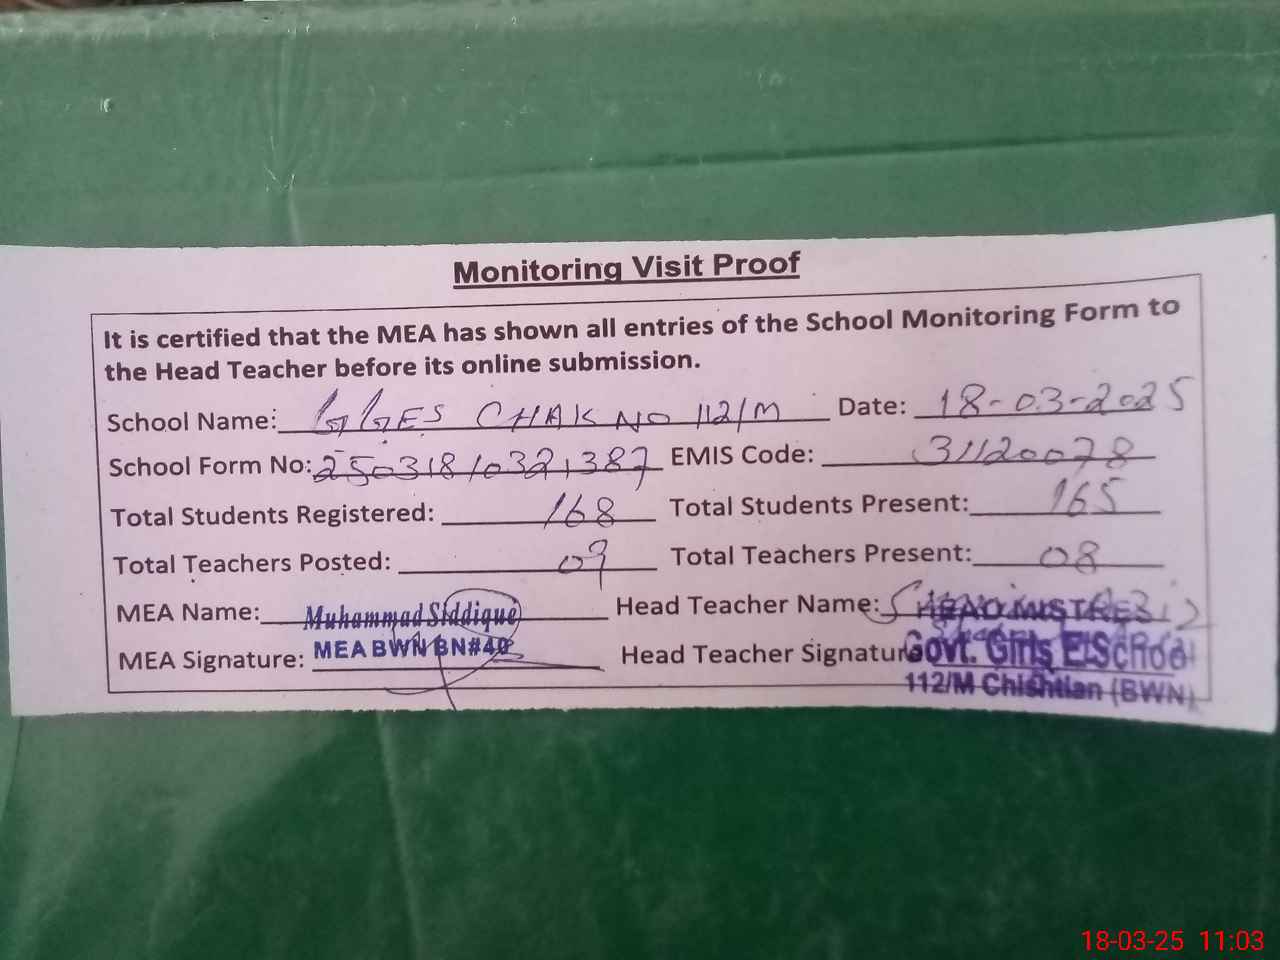 Monitoring Visit Proof
It is certified that the MEA has shown all entries of the School Monitoring Form to
the Head Teacher before its online submission.
School Name: GGES CHAK NO 112/M Date: 18-03-2025
School Form No: 25031810321387 EMIS Code: 31120078
Total Students Registered: 168 Total Students Present: 165
Total Teachers Posted: 09 Total Teachers Present: 08
MEA Name: Muhammad Siddique Head Teacher Name:
MEA Signature: MEA BWN BN#40 Head Teacher Signature
HEADMISTRESS
Govt. Girls E/School
112/M Chishtian (BWN)
18-03-25 11:03